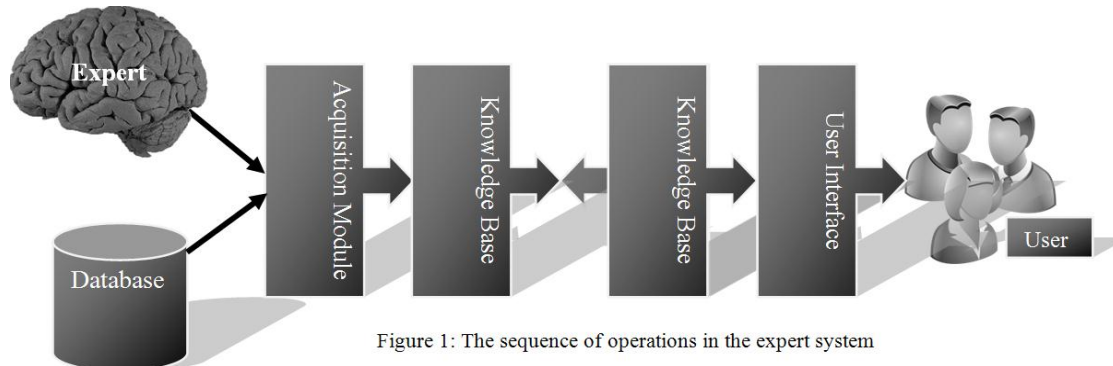 Expert
Database
Acquisition Module
Knowledge Base
Knowledge Base
User Interface
User
Figure 1: The sequence of operations in the expert system